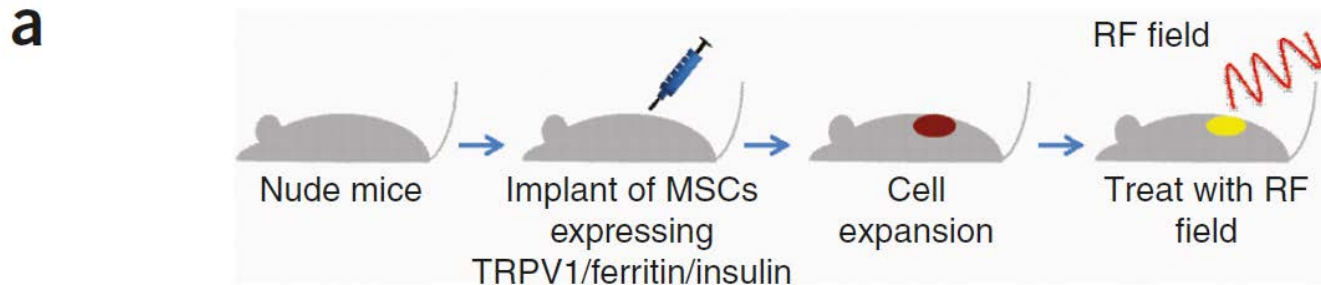 a
RF field
Nude mice
Implant of MSCs
expressing
TRPV1/ferritin/insulin
Cell
expansion
Treat with RF
field